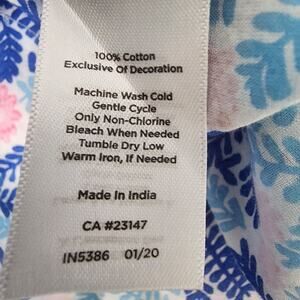 100% Cotton
Exclusive Of Decoration
Machine Wash Cold
Gentle Cycle
Only Non-Chlorine
Bleach When Needed
Tumble Dry Low
Warm Iron, If Needed
Made in India
CA #23147
IN5386 01/20